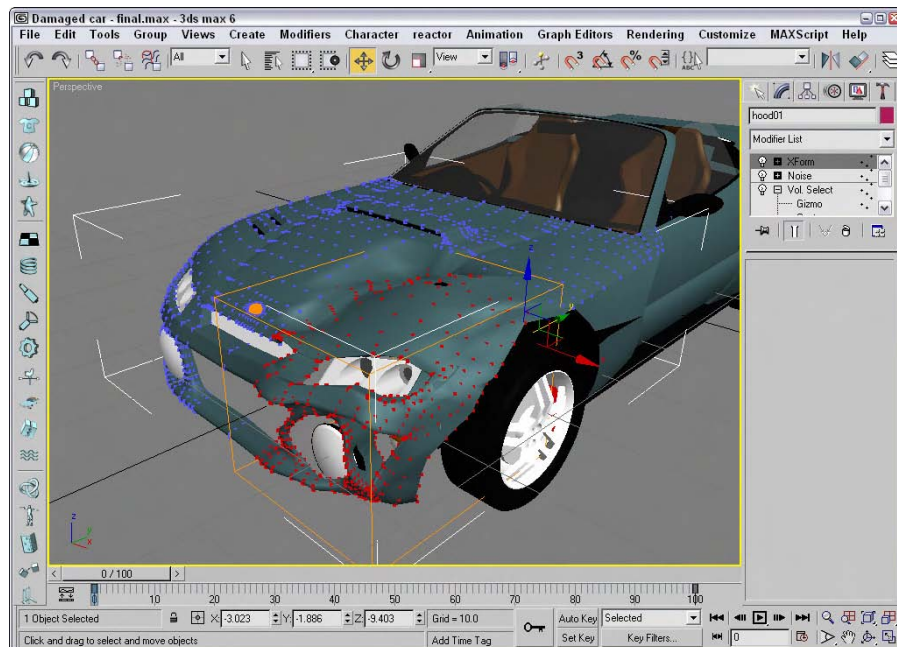 Damaged car - final.max - 3ds max 6
File Edit Tools Group Views Create Modifiers Character reactor Animation Graph Editors Rendering Customize MAXScript Help
All
View
Perspective
hood01
Modifier List
XForm
Noise
Vol. Select
Gizmo
z
y
x
z
y
x
0 / 100
0 10 20 30 40 50 60 70 80 90 100
1 Object Selected X: -3.023 Y: -1.886 Z: -9.403 Grid = 10.0 Auto Key Selected
Click and drag to select and move objects Add Time Tag Set Key Key Filters... 0